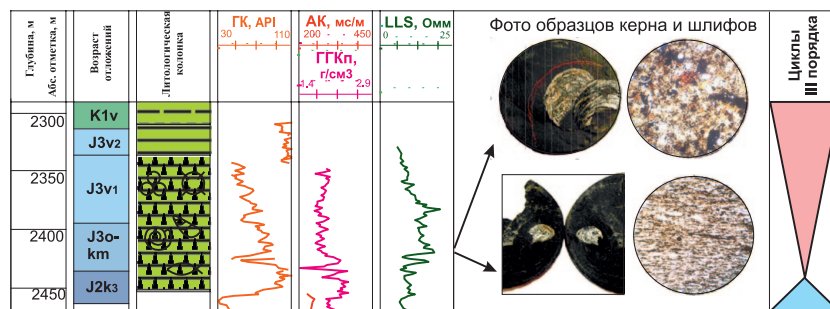 Глубина, м
Абс. отметка, м
Возраст
отложений
Литологическая
колонка
ГК, API
30 110
АК, мс/м
200 450
ГГКп,
г/см3
1.4 2.9
LLS, Омм
0 25
Фото образцов керна и шлифов
Циклы
III порядка
2300
2350
2400
2450
K1v
J3v2
J3v1
J3o-
km
J2k3